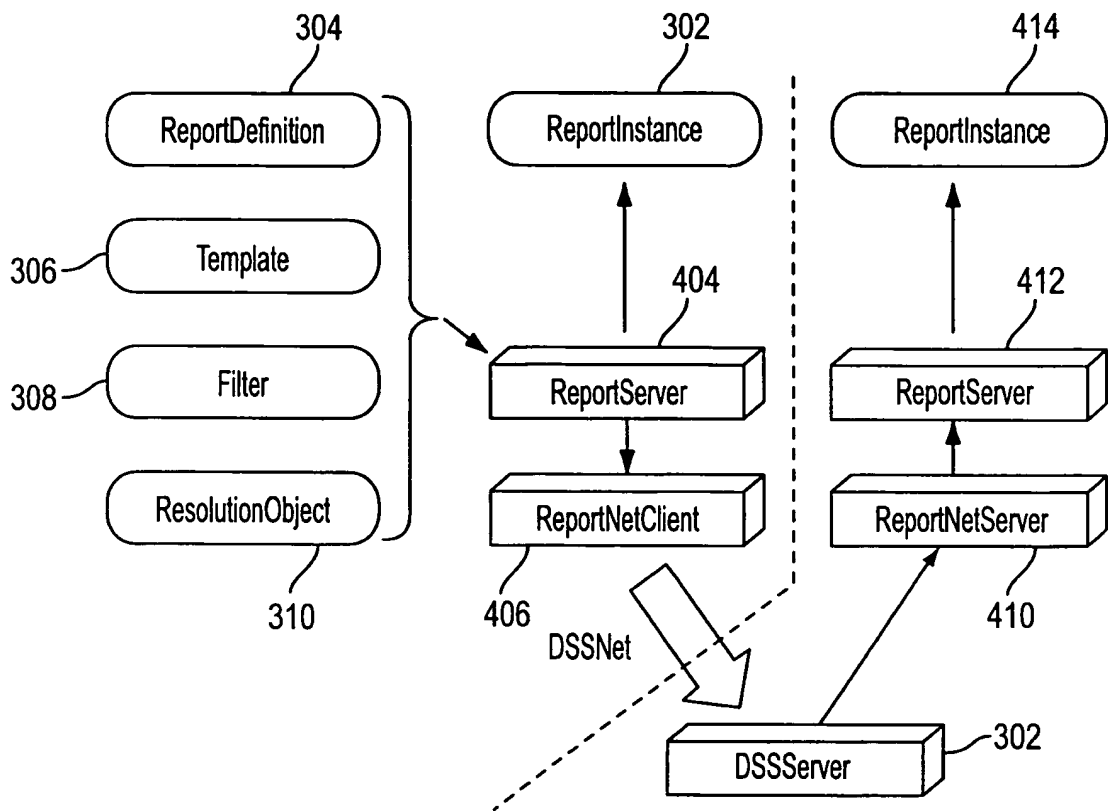 304
302
414
ReportDefinition
ReportInstance
ReportInstance
306
Template
404
412
308
Filter
ReportServer
ReportServer
ResolutionObject
ReportNetClient
ReportNetServer
310
406
410
DSSNet
DSSServer
302